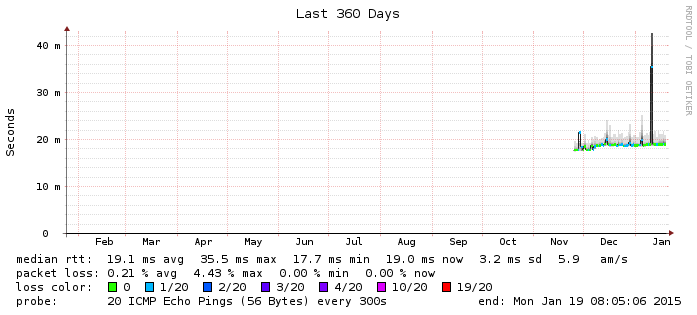 Last 360 Days
RRDTOOL / TOBI OETIKER
Seconds
40 m
30 m
20 m
10 m
0
Feb Mar Apr May Jun Jul Aug Sep Oct Nov Dec Jan
median rtt: 19.1 ms avg 35.5 ms max 17.7 ms min 19.0 ms now 3.2 ms sd 5.9 am/s
packet loss: 0.21 % avg 4.43 % max 0.00 % min 0.00 % now
loss color: 0 1/20 2/20 3/20 4/20 10/20 19/20
probe: 20 ICMP Echo Pings (56 Bytes) every 300s end: Mon Jan 19 08:05:06 2015